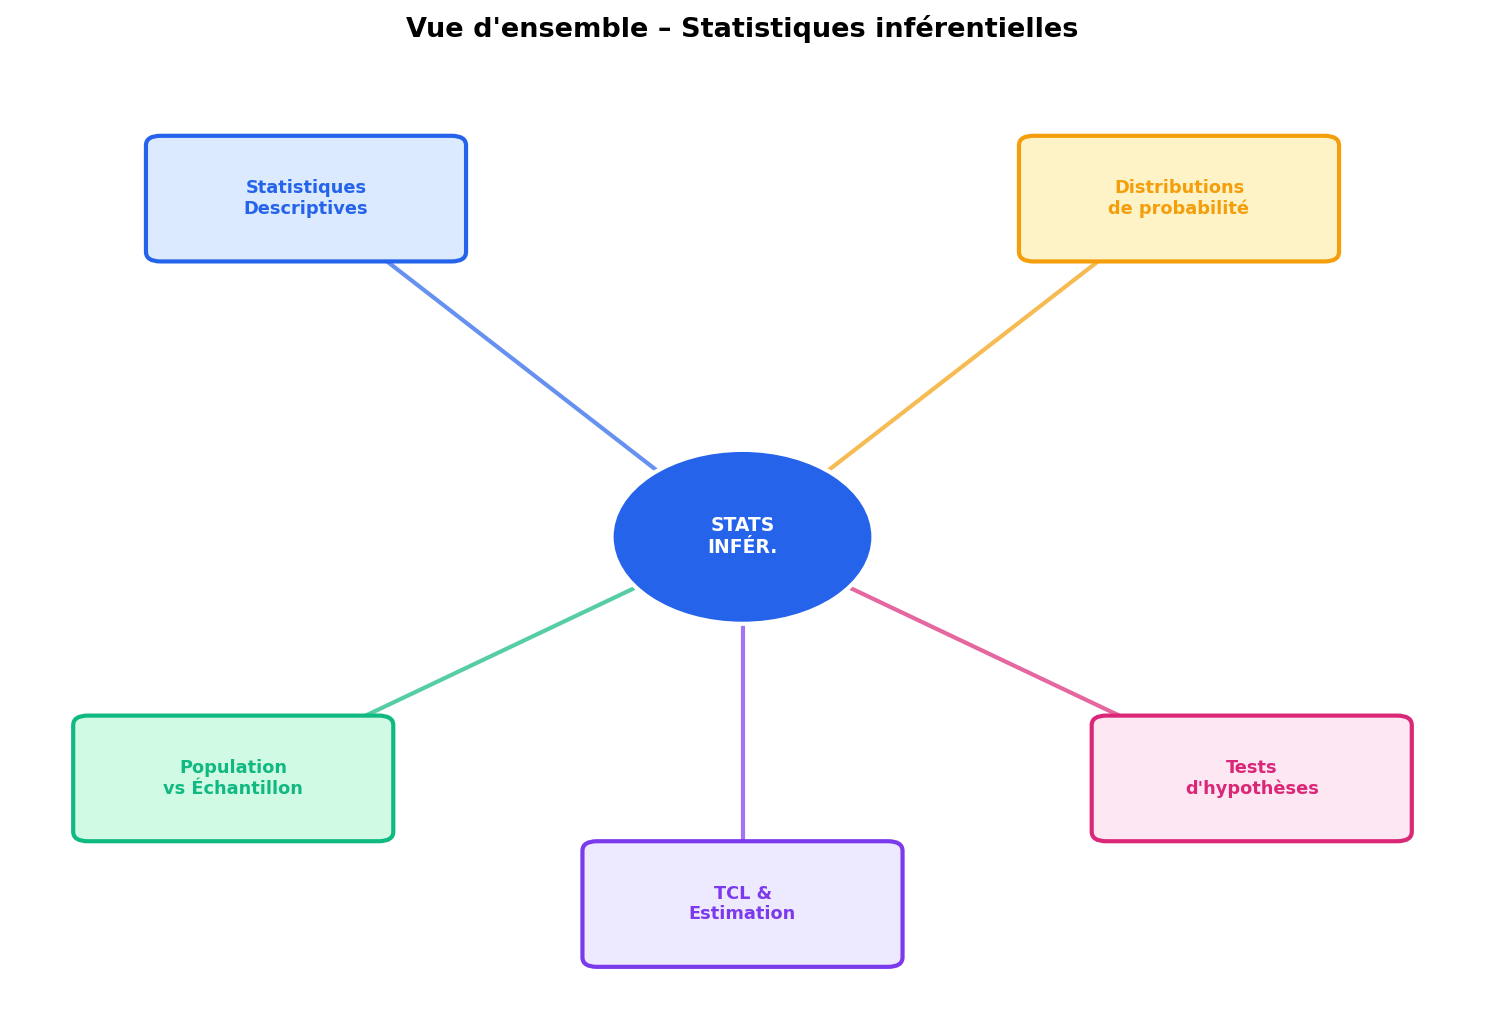 Vue d'ensemble – Statistiques inférentielles
Statistiques
Descriptives
Distributions
de probabilité
STATS
INFÉR.
Population
vs Échantillon
Tests
d'hypothèses
TCL &
Estimation